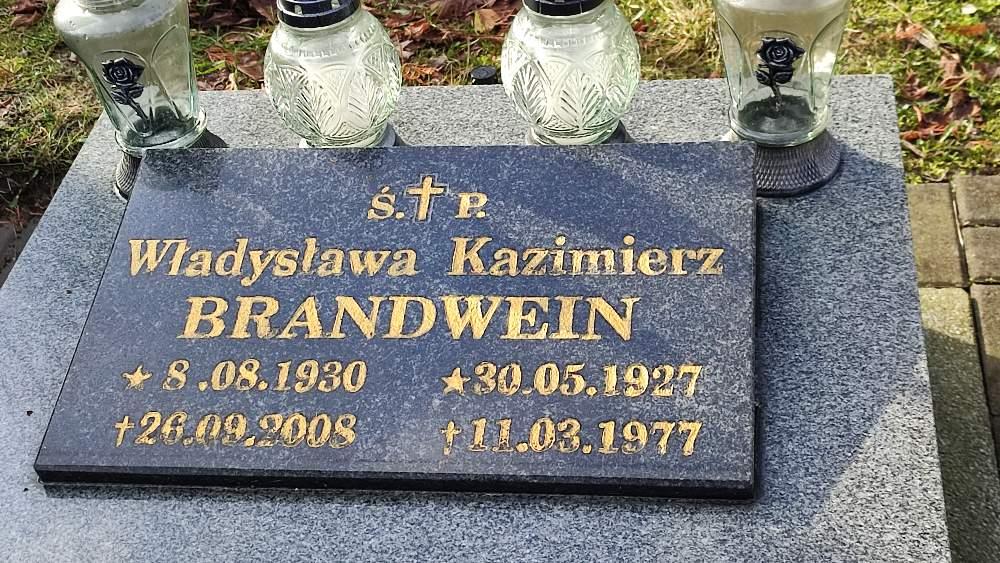 Ś. † P.
Władysława Kazimierz
BRANDWEIN
★ 8.08.1930 ★ 30.05.1927
† 26.09.2008 † 11.03.1977